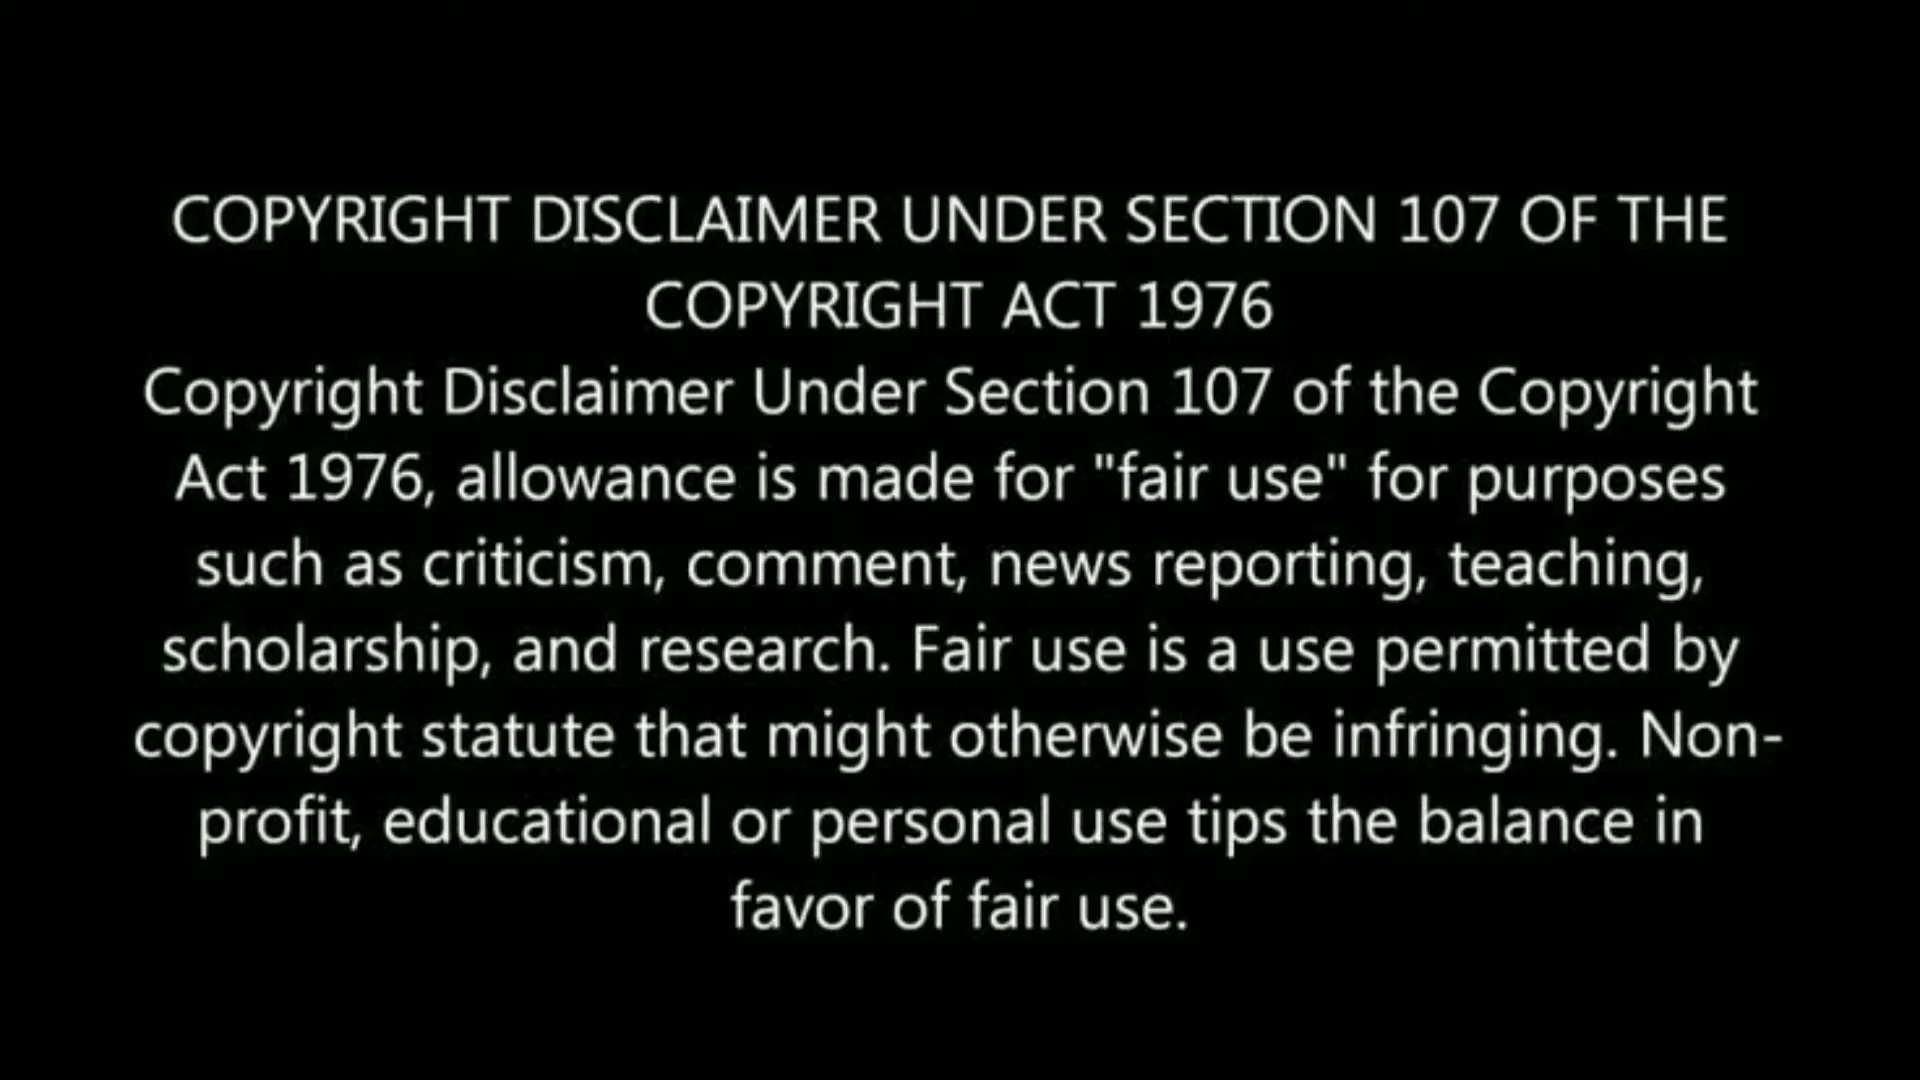 COPYRIGHT DISCLAIMER UNDER SECTION 107 OF THE
COPYRIGHT ACT 1976
Copyright Disclaimer Under Section 107 of the Copyright
Act 1976, allowance is made for "fair use" for purposes
such as criticism, comment, news reporting, teaching,
scholarship, and research. Fair use is a use permitted by
copyright statute that might otherwise be infringing. Non-
profit, educational or personal use tips the balance in
favor of fair use.